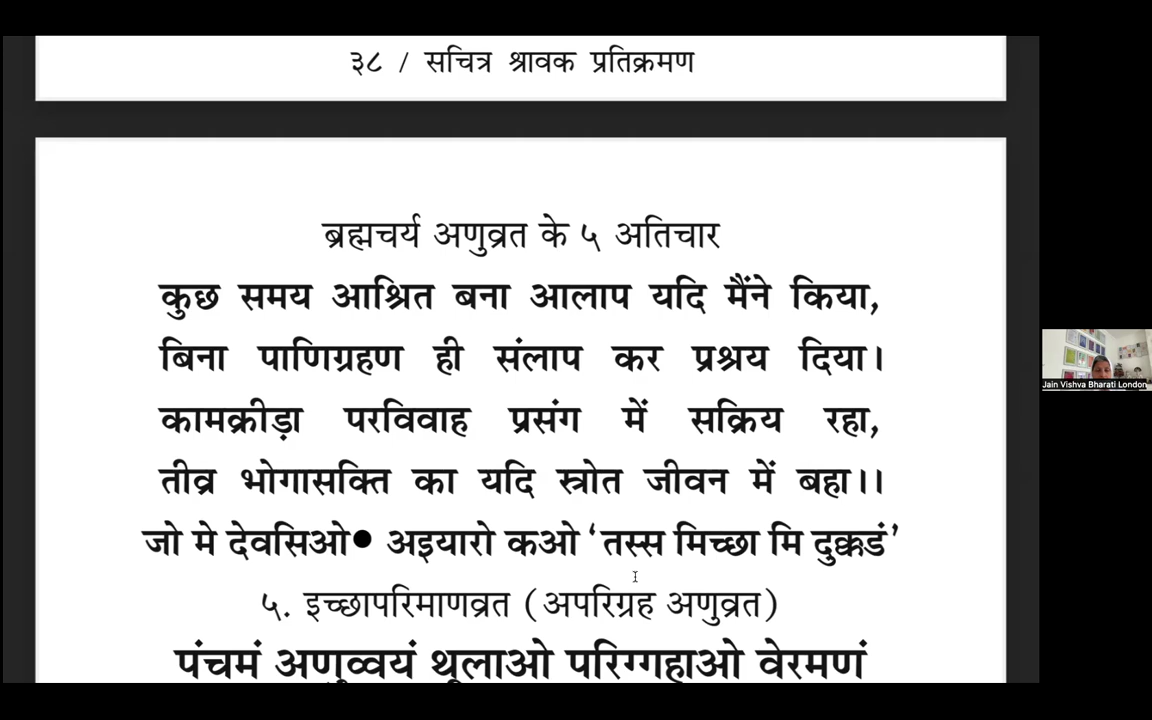 ३८ / सचित्र श्रावक प्रतिक्रमण
ब्रह्मचर्य अणुव्रत के ५ अतिचार
कुछ समय आश्रित बना आलाप यदि मैंने किया,
बिना पाणिग्रहण ही संलाप कर प्रश्रय दिया।
कामक्रीड़ा परविवाह प्रसंग में सक्रिय रहा,
तीव्र भोगासक्ति का यदि स्त्रोत जीवन में बहा।।
जो मे देवसिओ● अइयारो कओ ‘तस्स मिच्छा मि दुक्कडं’
५. इच्छापरिमाणव्रत (अपरिग्रह अणुव्रत)
पंचमं अणुव्वयं थूलाओ परिग्गहाओ वेरमणं
Jain Vishva Bharati London